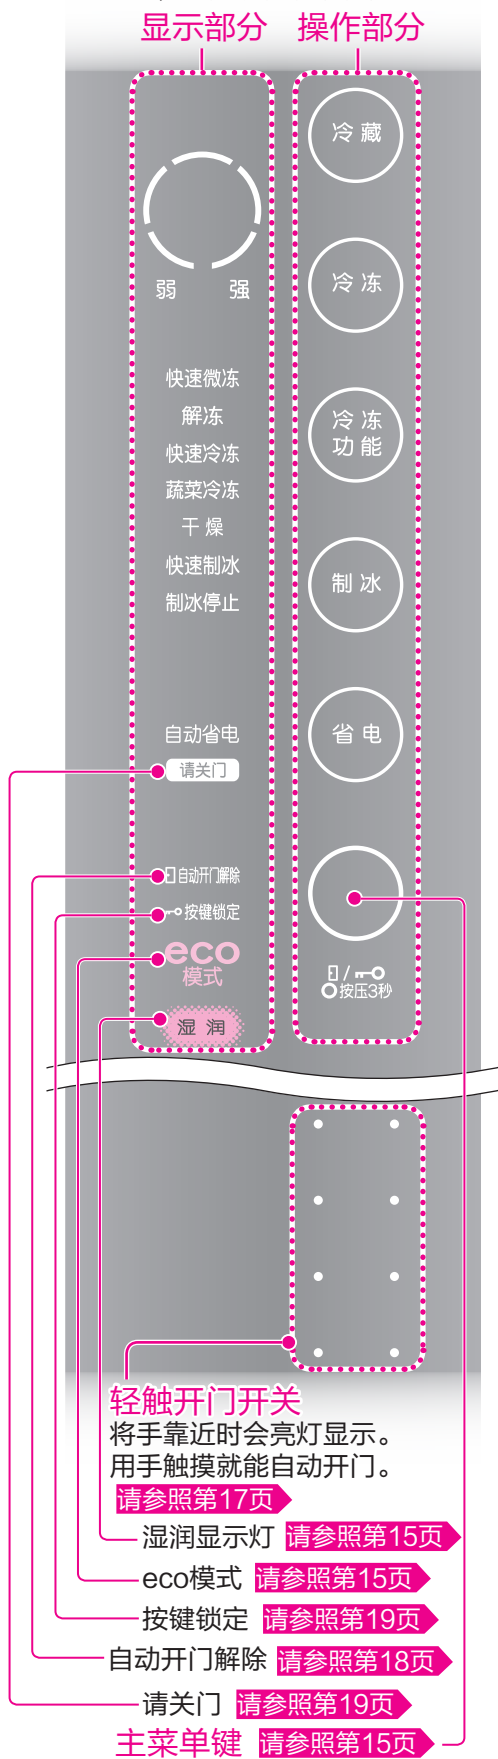 显示部分 操作部分
冷藏
弱 强
冷冻
快速微冻
解冻
快速冷冻
蔬菜冷冻
干燥
快速制冰
制冰停止
冷冻
功能
制冰
自动省电
请关门
省电
自动开门解除
按键锁定
eco
模式
湿润
/
按压3秒
轻触开门开关
将手靠近时会亮灯显示。
用手触摸就能自动开门。
请参照第17页
湿润显示灯 请参照第15页
eco模式 请参照第15页
按键锁定 请参照第19页
自动开门解除 请参照第18页
请关门 请参照第19页
主菜单键 请参照第15页